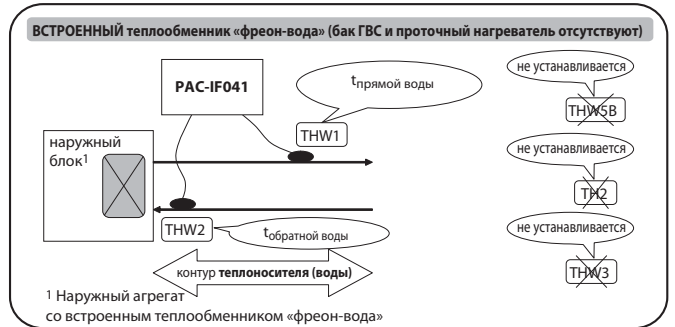 ВСТРОЕННЫЙ теплообменник «фреон-вода» (бак ГВС и проточный нагреватель отсутствуют)
PAC-IF041
tпрямой воды
THW1
наружный
блок1
THW2
tобратной воды
контур теплоносителя (воды)
1 Наружный агрегат
со встроенным теплообменником «фреон-вода»
не устанавливается
THW5B
не устанавливается
TH2
не устанавливается
THW3